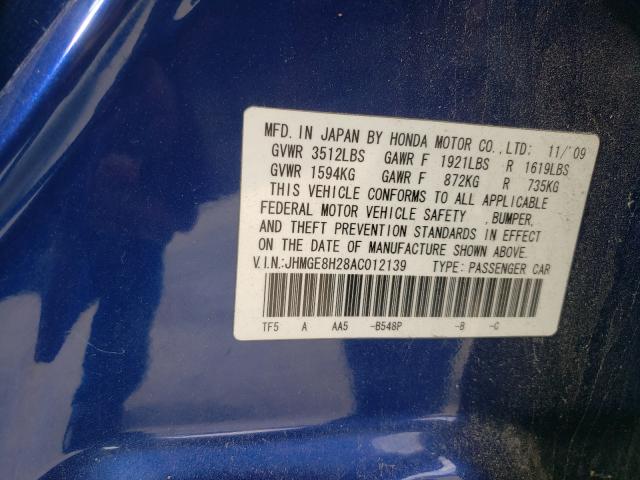 MFD. IN JAPAN BY HONDA MOTOR CO., LTD: 11/'09
GVWR 3512LBS GAWR F 1921LBS R 1619LBS
GVWR 1594KG GAWR F 872KG R 735KG
THIS VEHICLE CONFORMS TO ALL APPLICABLE
FEDERAL MOTOR VEHICLE SAFETY ,BUMPER,
AND THEFT PREVENTION STANDARDS IN EFFECT
ON THE DATE OF MANUFACTURE SHOWN ABOVE.
V.I.N.:JHMGE8H28AC012139 TYPE: PASSENGER CAR
TF5 A AA5 -B548P -B -C